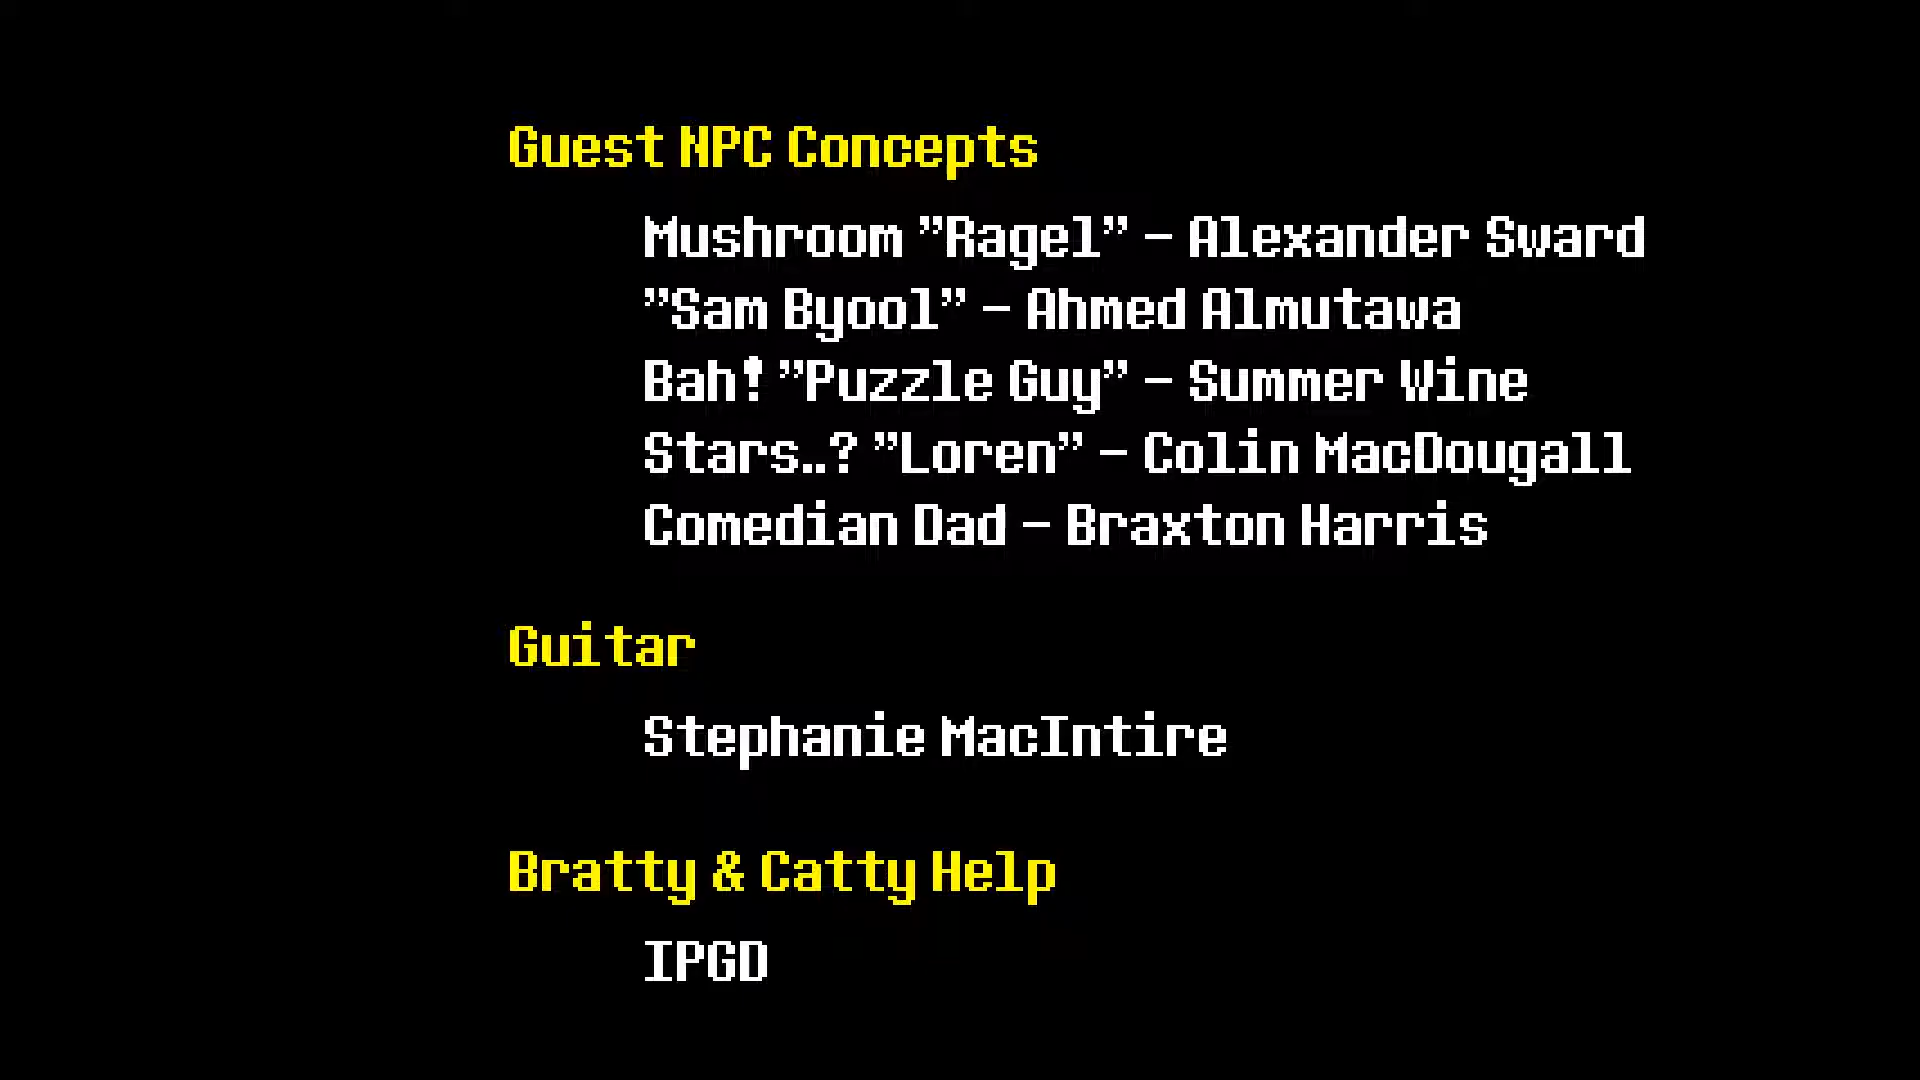 Guest NPC Concepts
Mushroom "Ragel" - Alexander Sward
"Sam Byool" - Ahmed Almutawa
Bah! "Puzzle Guy" - Summer Wine
Stars..? "Loren" - Colin MacDougall
Comedian Dad - Braxton Harris
Guitar
Stephanie MacIntire
Bratty & Catty Help
IPGD